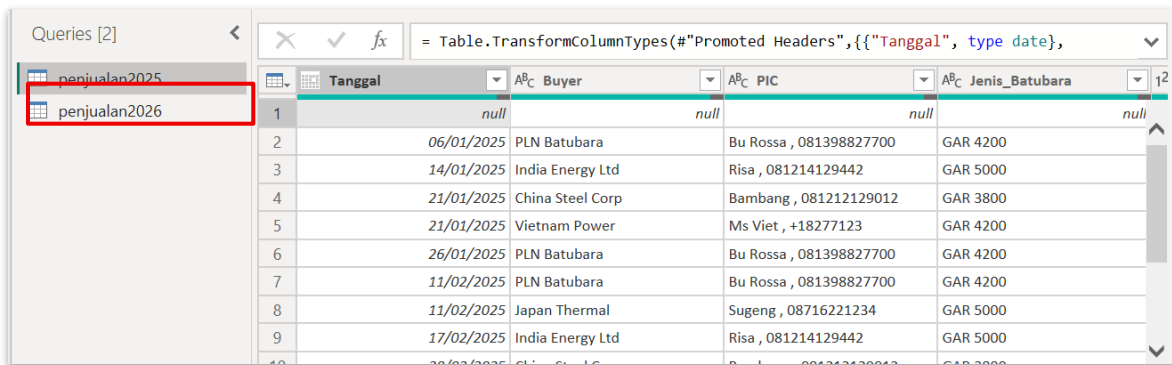 Queries [2]
penjualan2025
penjualan2026
fx
= Table.TransformColumnTypes(#"Promoted Headers",{{"Tanggal", type date},
Tanggal ABC Buyer ABC PIC ABC Jenis_Batubara 12
1 null null null null
2 06/01/2025 PLN Batubara Bu Rossa , 081398827700 GAR 4200
3 14/01/2025 India Energy Ltd Risa , 081214129442 GAR 5000
4 21/01/2025 China Steel Corp Bambang , 081212129012 GAR 3800
5 21/01/2025 Vietnam Power Ms Viet , +18277123 GAR 4200
6 26/01/2025 PLN Batubara Bu Rossa , 081398827700 GAR 4200
7 11/02/2025 PLN Batubara Bu Rossa , 081398827700 GAR 4200
8 11/02/2025 Japan Thermal Sugeng , 08716221234 GAR 5000
9 17/02/2025 India Energy Ltd Risa , 081214129442 GAR 5000